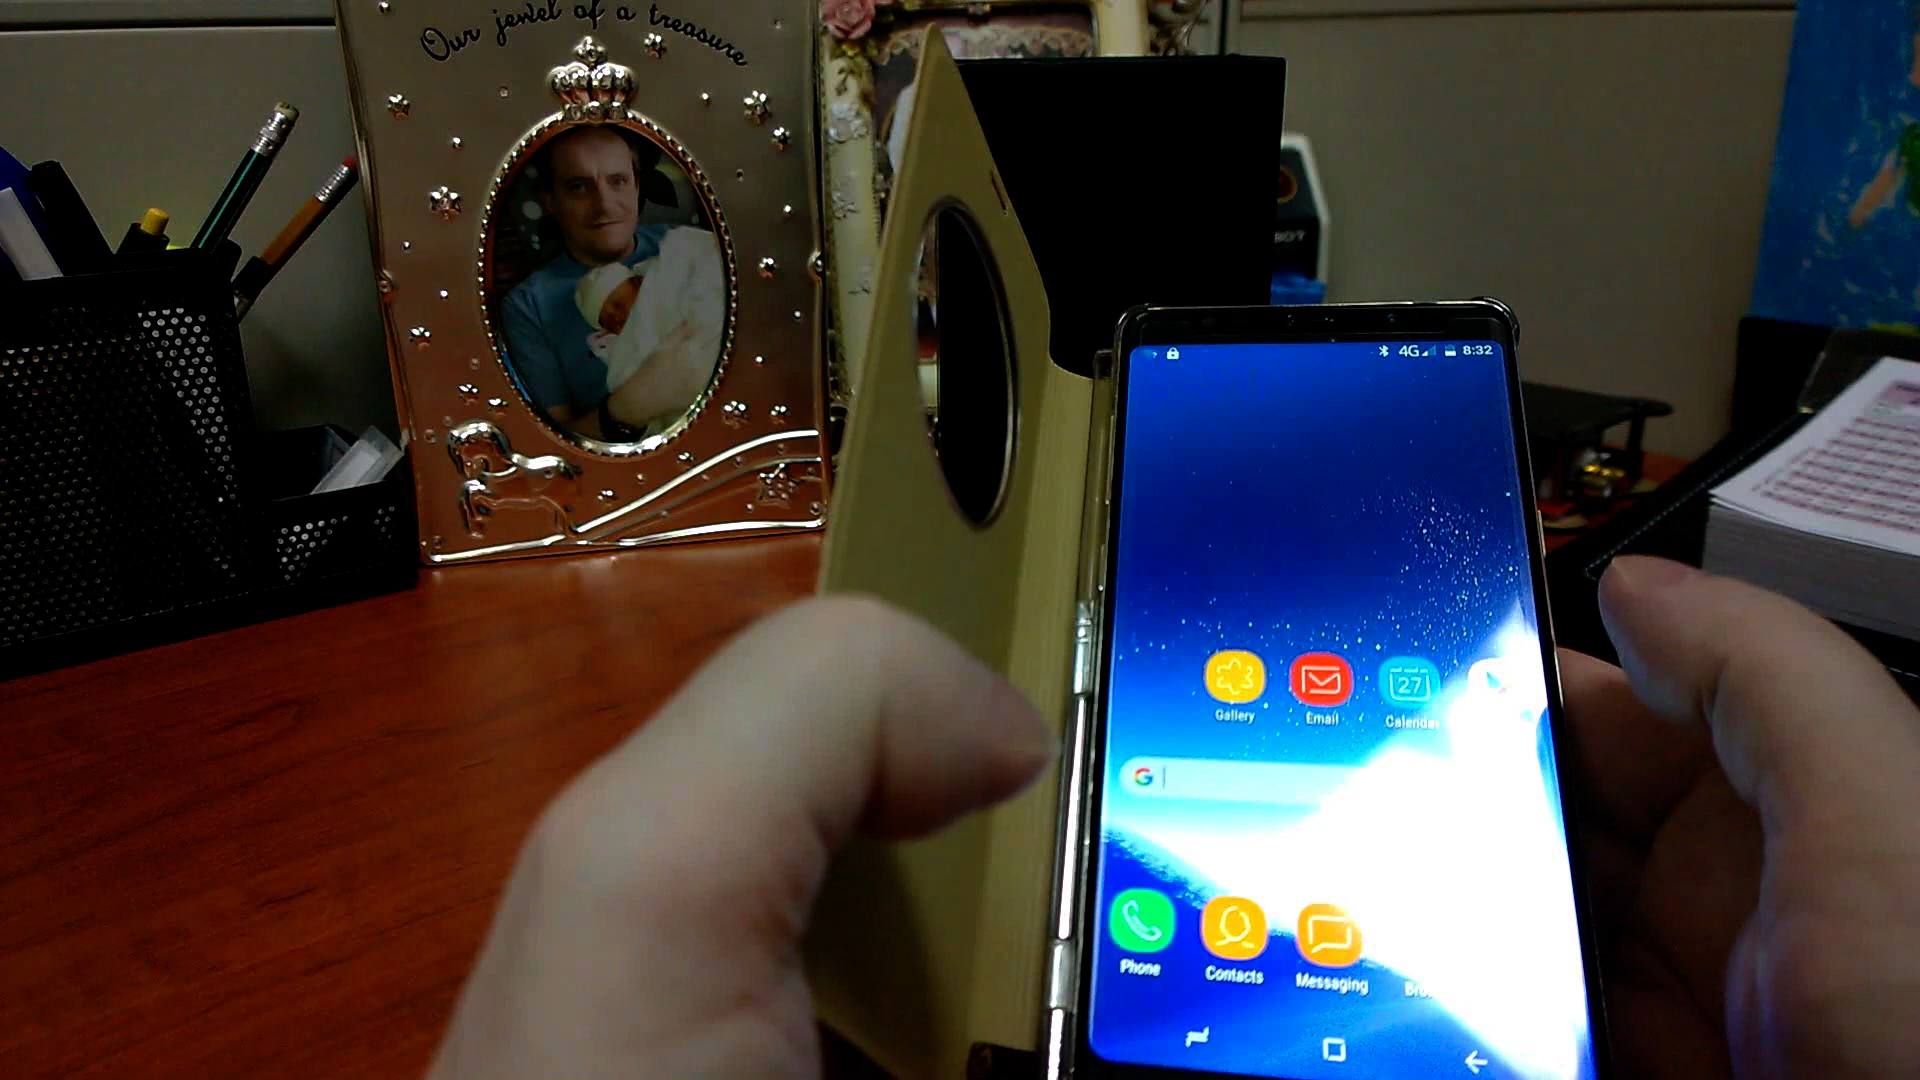 Our jewel of a treasure
4G 8:32
Gallery Email 27 Calendar
G
Phone Contacts Messaging